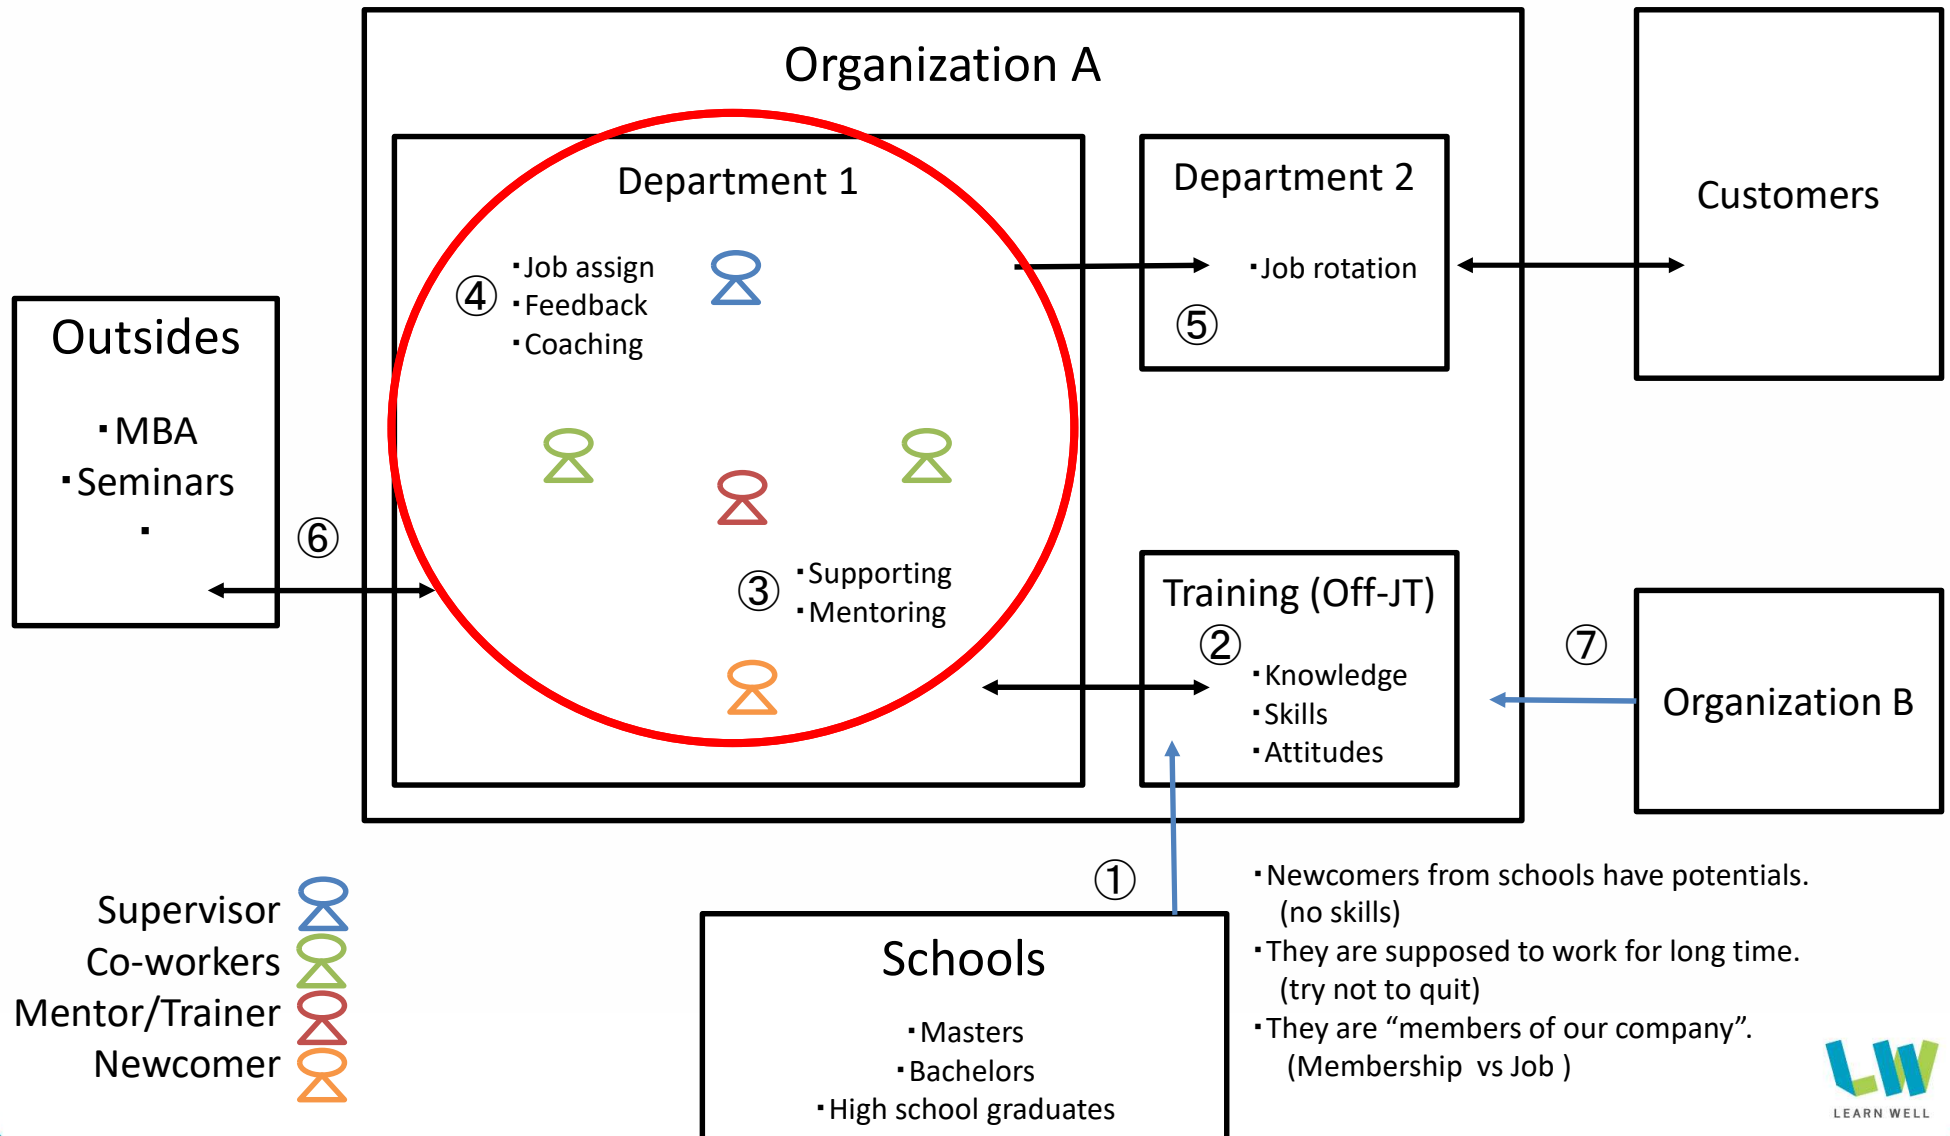 Organization A
Department 1
④
・Job assign
・Feedback
・Coaching
③
・Supporting
・Mentoring
Department 2
・Job rotation
⑤
Customers
Outsides
・MBA
・Seminars
・
⑥
Training (Off-JT)
②
・Knowledge
・Skills
・Attitudes
⑦
Organization B
①
Schools
・Masters
・Bachelors
・High school graduates
・Newcomers from schools have potentials.
(no skills)
・They are supposed to work for long time.
(try not to quit)
・They are “members of our company”.
(Membership vs Job )
Supervisor
Co-workers
Mentor/Trainer
Newcomer
LW
LEARN WELL